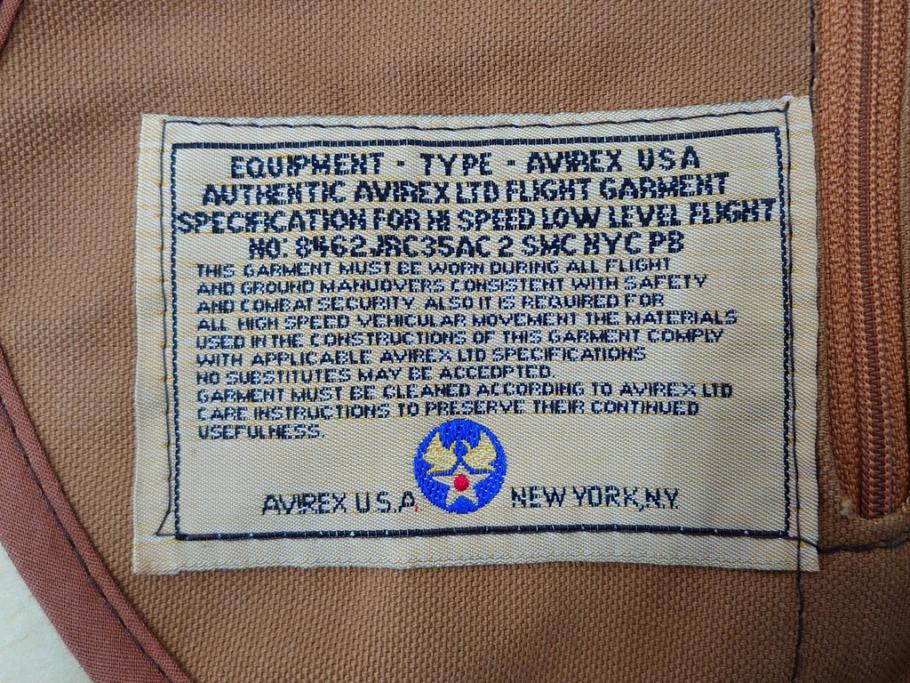 EQUIPMENT - TYPE - AVIREX USA
AUTHENTIC AVIREX LTD FLIGHT GARMENT
SPECIFICATION FOR HI SPEED LOW LEVEL FLIGHT
NO: 8462JRC35AC 2 SMC NYC PB
THIS GARMENT MUST BE WORN DURING ALL FLIGHT
AND GROUND MANUOVERS CONSISTENT WITH SAFETY
AND COMBAT SECURITY. ALSO IT IS REQUIRED FOR
ALL HIGH SPEED VEHICULAR MOVEMENT THE MATERIALS
USED IN THE CONSTRUCTIONS OF THIS GARMENT COMPLY
WITH APPLICABLE AVIREX LTD SPECIFICATIONS
NO SUBSTITUTES MAY BE ACCEDPTED.
GARMENT MUST BE CLEANED ACCORDING TO AVIREX LTD
CARE INSTRUCTIONS TO PRESERVE THEIR CONTINUED
USEFULNESS.
AVIREX U.S.A. NEW YORK, N.Y.